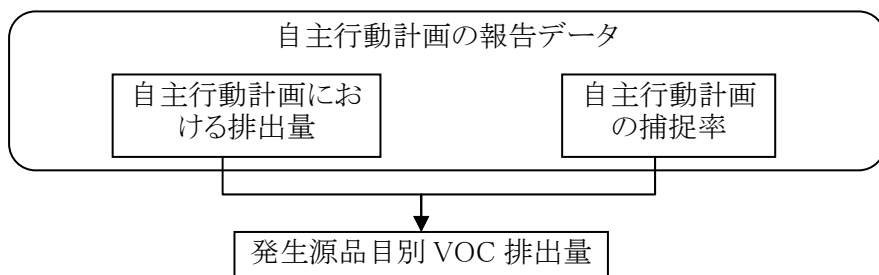 自主行動計画の報告データ
自主行動計画にお
ける排出量
自主行動計画
の捕捉率
発生源品目別 VOC 排出量